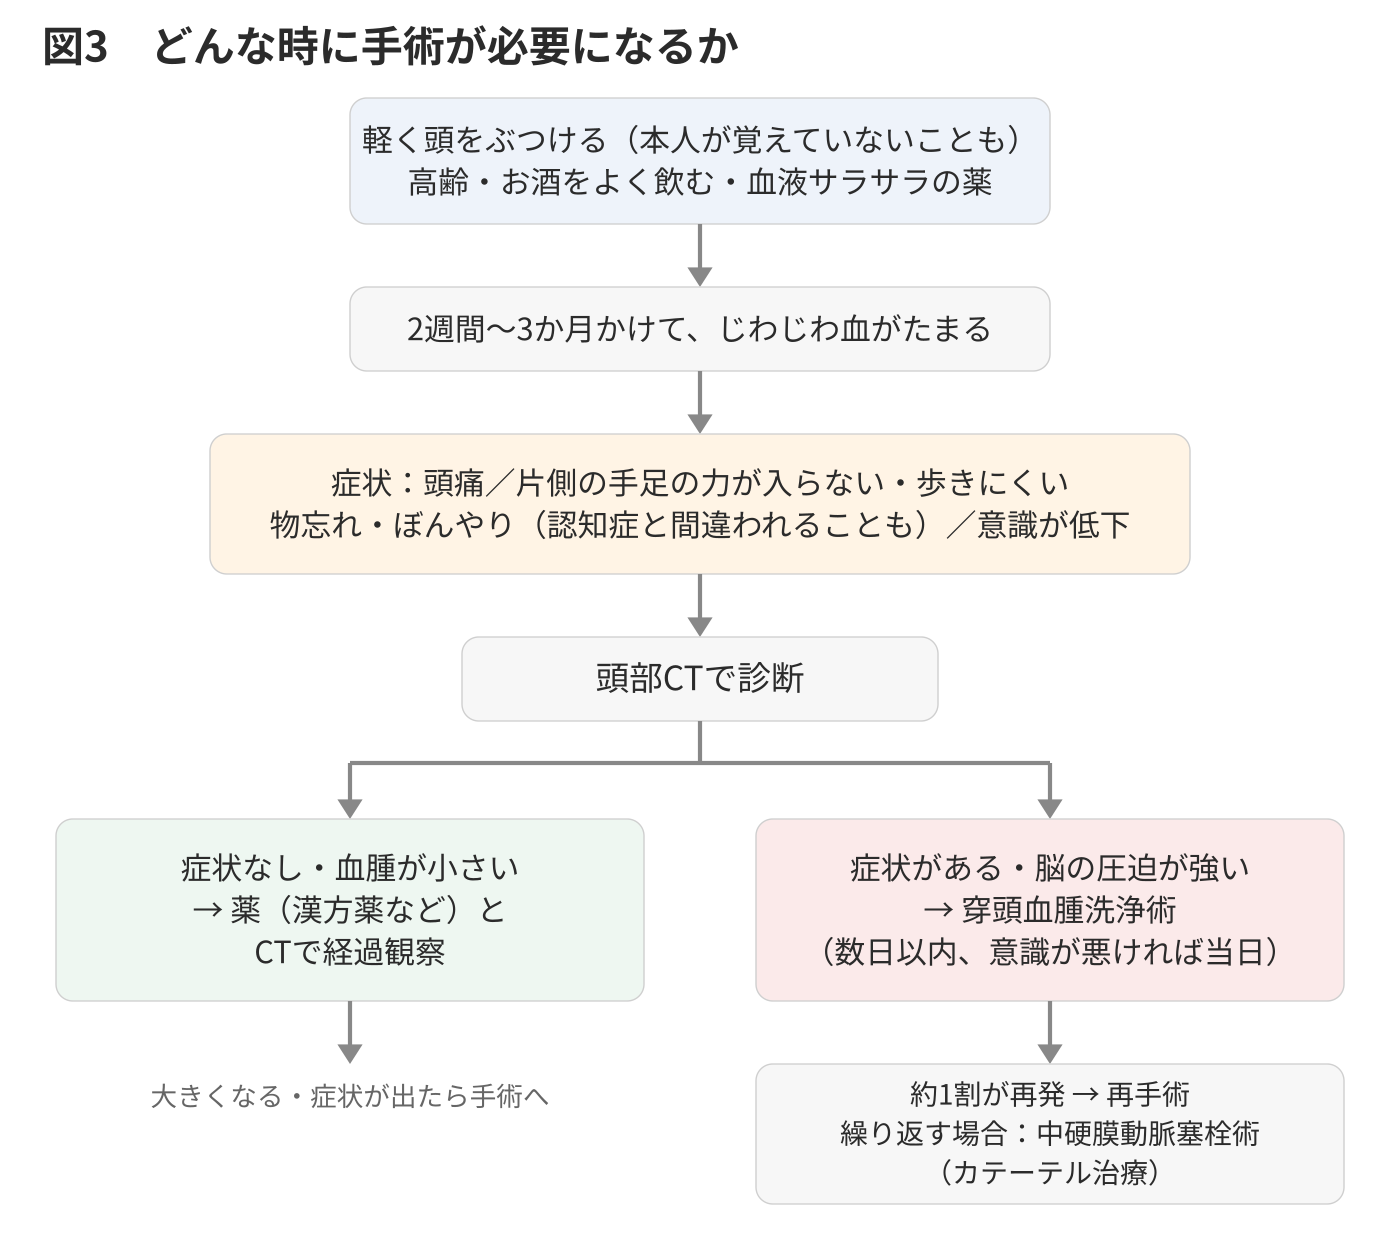 図3　どんな時に手術が必要になるか
軽く頭をぶつける（本人が覚えていないことも）
高齢・お酒をよく飲む・血液サラサラの薬
2週間〜3か月かけて、じわじわ血がたまる
症状：頭痛／片側の手足の力が入らない・歩きにくい
物忘れ・ぼんやり（認知症と間違われることも）／意識が低下
頭部CTで診断
症状なし・血腫が小さい
→ 薬（漢方薬など）と
CTで経過観察
症状がある・脳の圧迫が強い
→ 穿頭血腫洗浄術
（数日以内、意識が悪ければ当日）
大きくなる・症状が出たら手術へ
約1割が再発 → 再手術
繰り返す場合：中硬膜動脈塞栓術
（カテーテル治療）